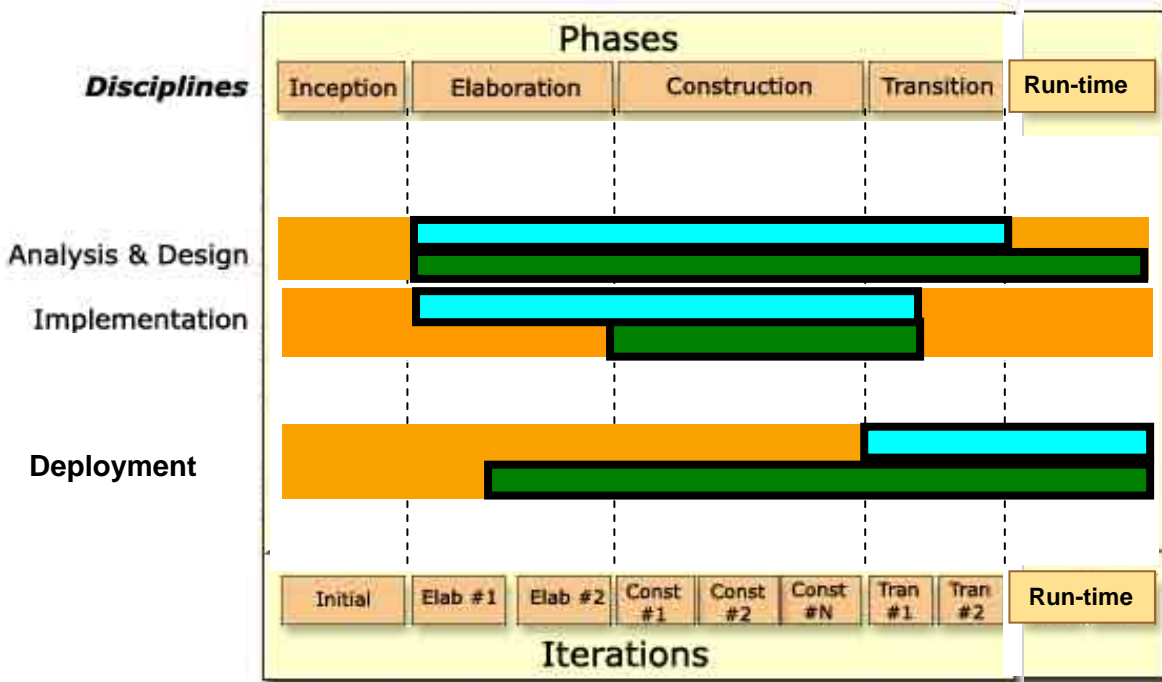 Phases
Disciplines Inception Elaboration Construction Transition Run-time
Analysis & Design
Implementation
Deployment
Initial Elab #1 Elab #2 Const #1 Const #2 Const #N Tran #1 Tran #2 Run-time
Iterations